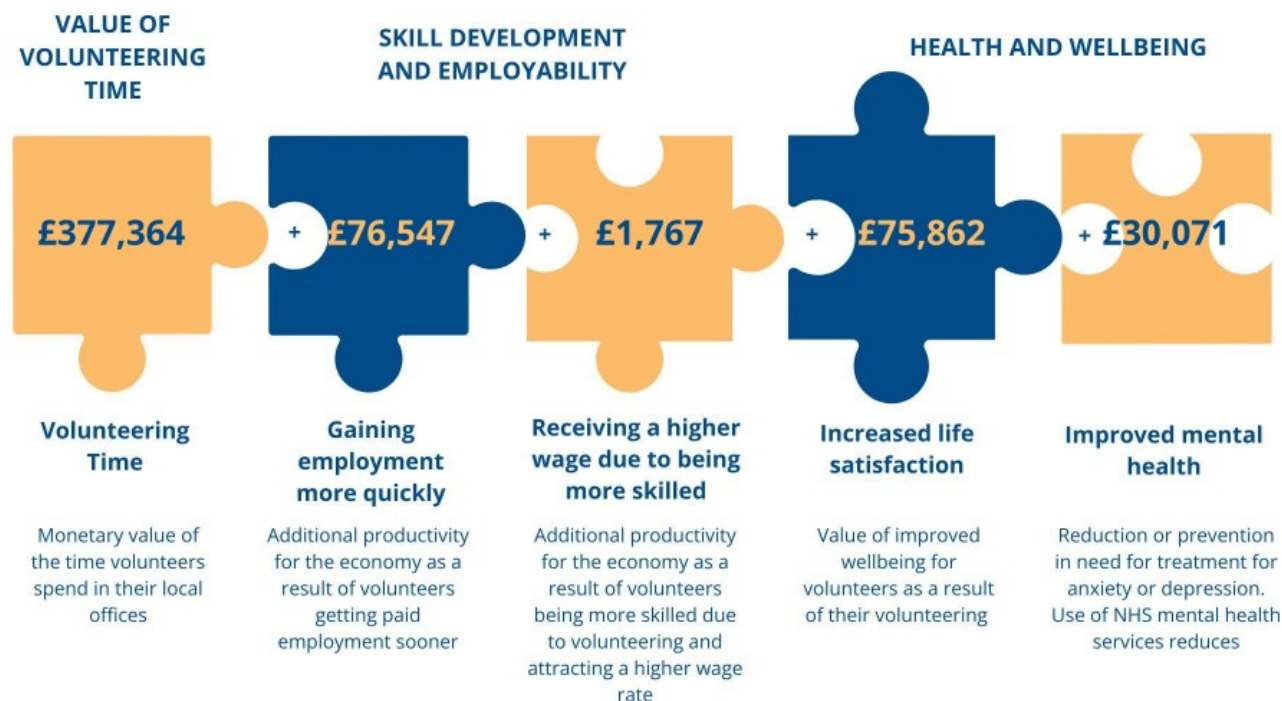 VALUE OF
VOLUNTEERING
TIME
SKILL DEVELOPMENT
AND EMPLOYABILITY
HEALTH AND WELLBEING
£377,364
+
£76,547
+
£1,767
+
£75,862
+
£30,071
Volunteering
Time
Monetary value of
the time volunteers
spend in their local
offices
Gaining
employment
more quickly
Additional productivity
for the economy as a
result of volunteers
getting paid
employment sooner
Receiving a higher
wage due to being
more skilled
Additional productivity
for the economy as a
result of volunteers
being more skilled due
to volunteering and
attracting a higher wage
rate
Increased life
satisfaction
Value of improved
wellbeing for
volunteers as a result
of their volunteering
Improved mental
health
Reduction or prevention
in need for treatment for
anxiety or depression.
Use of NHS mental health
services reduces